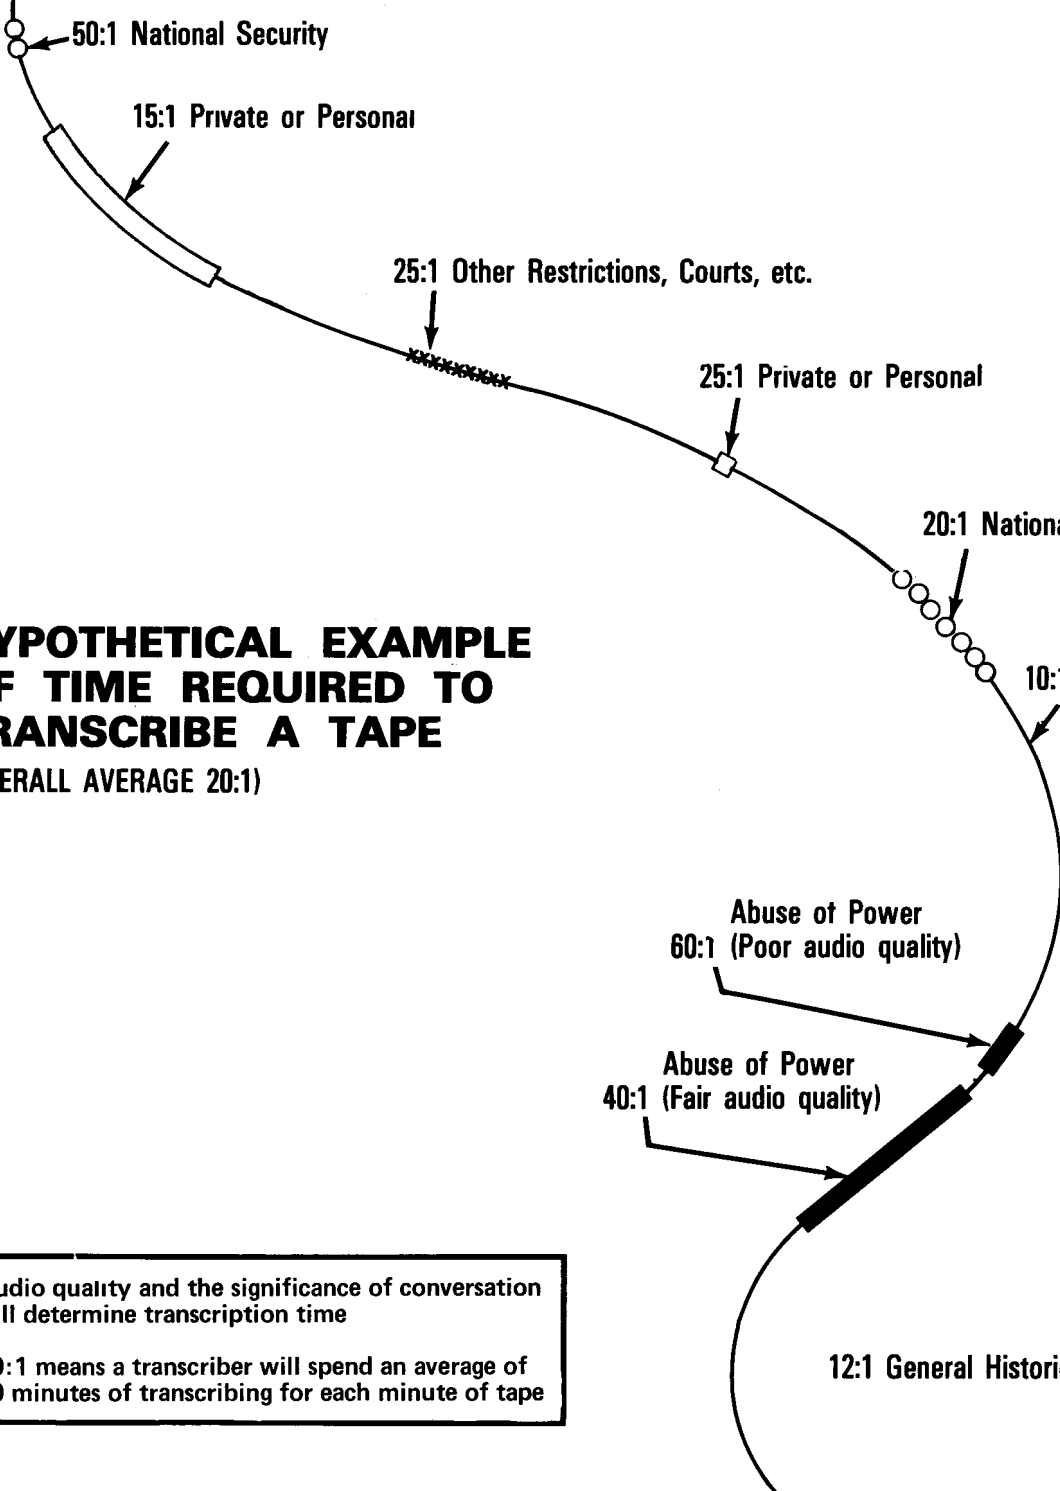 50:1 National Security
15:1 Private or Personal
25:1 Other Restrictions, Courts, etc.
25:1 Private or Personal
20:1
YPOTHETICAL EXAMPLE
F TIME REQUIRED TO
RANSCRIBE A TAPE
ERALL AVERAGE 20:1)
10:
Abuse of Power
60:1 (Poor audio quality)
Abuse of Power
40:1 (Fair audio quality)
udio quality and the significance of conversation
ll determine transcription time
:1 means a transcriber will spend an average of
minutes of transcribing for each minute of tape
12:1 General Histori